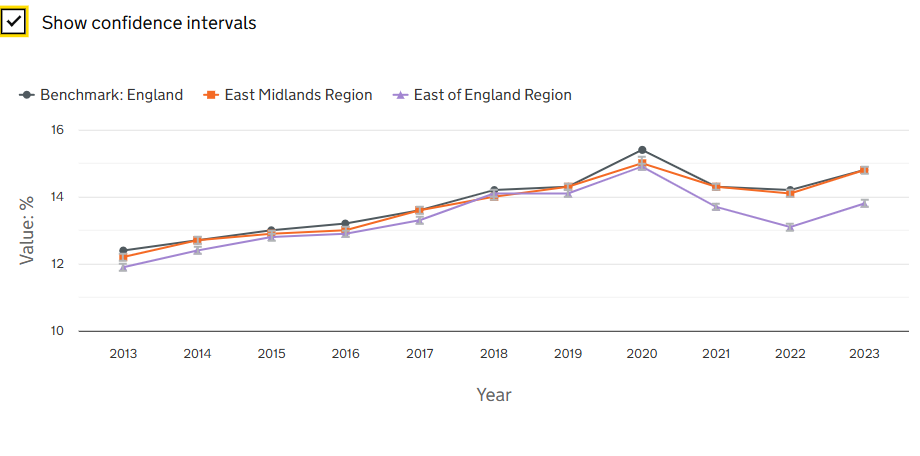 Show confidence intervals
Benchmark: England East Midlands Region East of England Region
16
14
12
10
Value: %
2013 2014 2015 2016 2017 2018 2019 2020 2021 2022 2023
Year